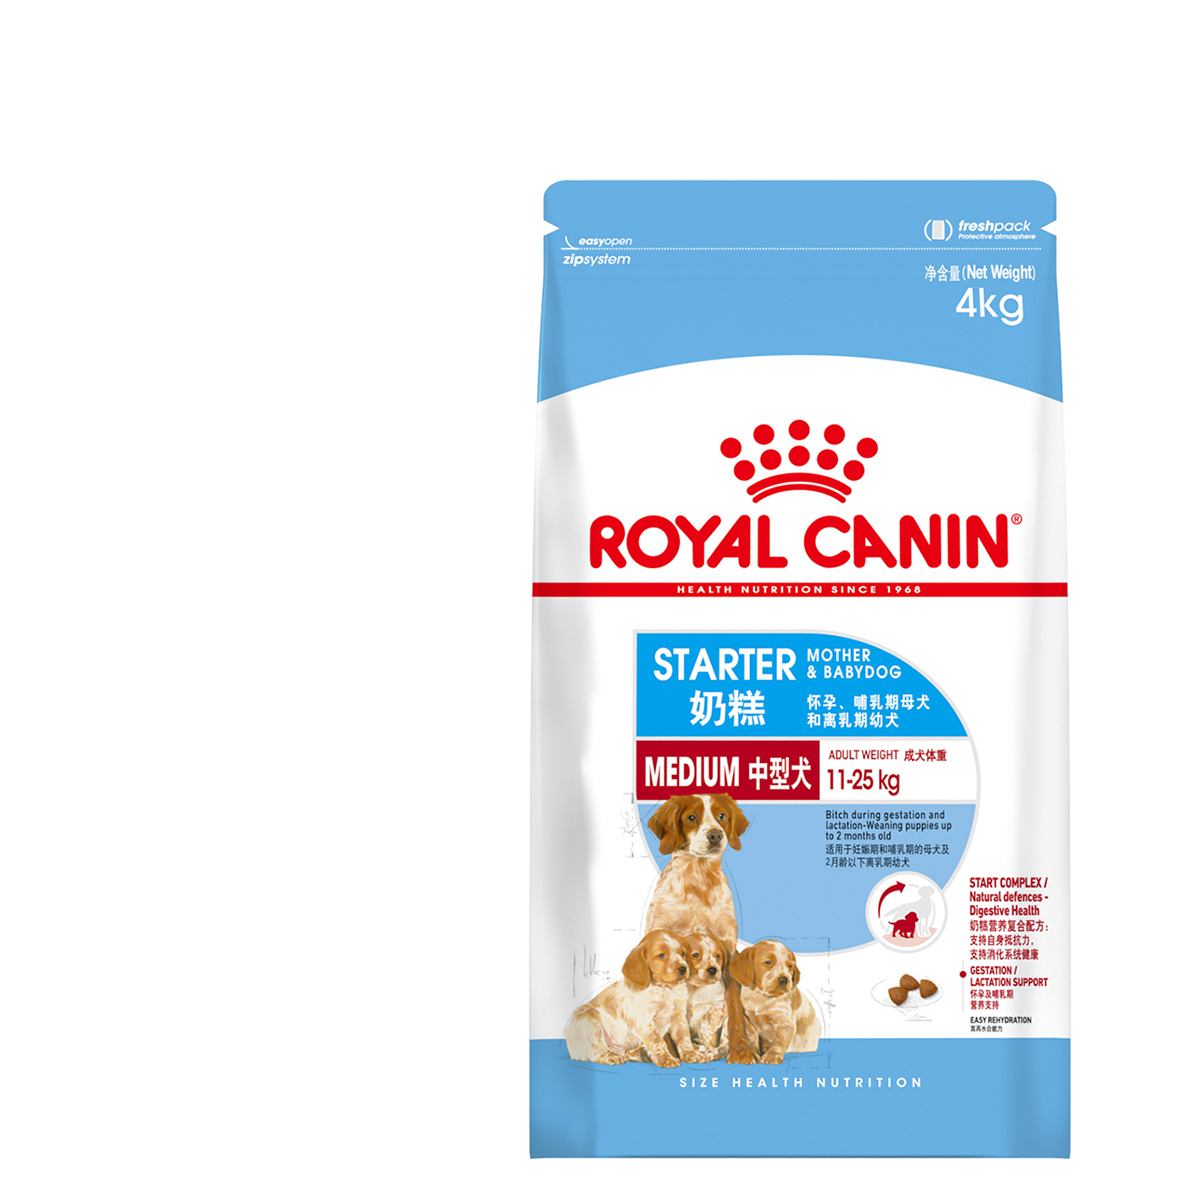 easyopen
zipsystem
freshpack
Protective atmosphere
净含量(Net Weight)
4kg
ROYAL CANIN®
HEALTH NUTRITION SINCE 1968
STARTER
奶糕
MOTHER
& BABYDOG
怀孕、哺乳期母犬
和离乳期幼犬
MEDIUM 中型犬
ADULT WEIGHT 成犬体重
11-25 kg
Bitch during gestation and
lactation-Weaning puppies up
to 2 months old
适用于妊娠期和哺乳期的母犬及
2月龄以下离乳期幼犬
START COMPLEX /
Natural defences -
Digestive Health
奶糕营养复合配方:
支持自身抵抗力,
支持消化系统健康
GESTATION /
LACTATION SUPPORT
怀孕及哺乳期
营养支持
EASY REHYDRATION
高再水合能力
SIZE HEALTH NUTRITION